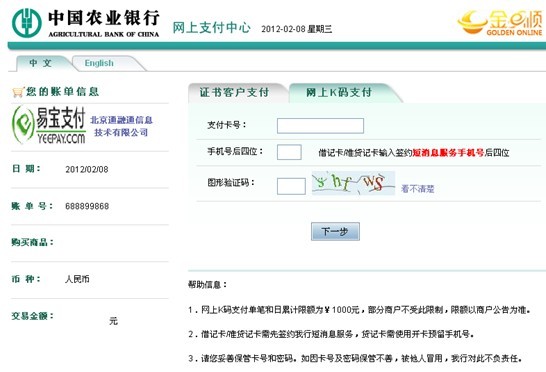 中国农业银行
AGRICULTURAL BANK OF CHINA
网上支付中心 2012-02-08 星期三
金e顺
GOLDEN ONLINE
中 文 English
您的账单信息
易宝支付
YEEPAY.COM
北京通融通信息
技术有限公司
日 期： 2012/02/08
账 单 号： 688899868
购买商品：
币 种： 人民币
交易金额： 元
证书客户支付 网上K码支付
支付卡号：
手机号后四位： 借记卡/准贷记卡输入签约短消息服务手机号后四位
图形验证码： 看不清楚
下一步
帮助信息：
1．网上K码支付单笔和日累计限额为￥1000元，部分商户不受此限制，限额以商户公告为准。
2．借记卡/准贷记卡需先签约我行短消息服务，贷记卡需使用开卡预留手机号。
3．请您妥善保管卡号和密码。如因卡号及密码保管不善，被他人冒用，我行对此不负责任。